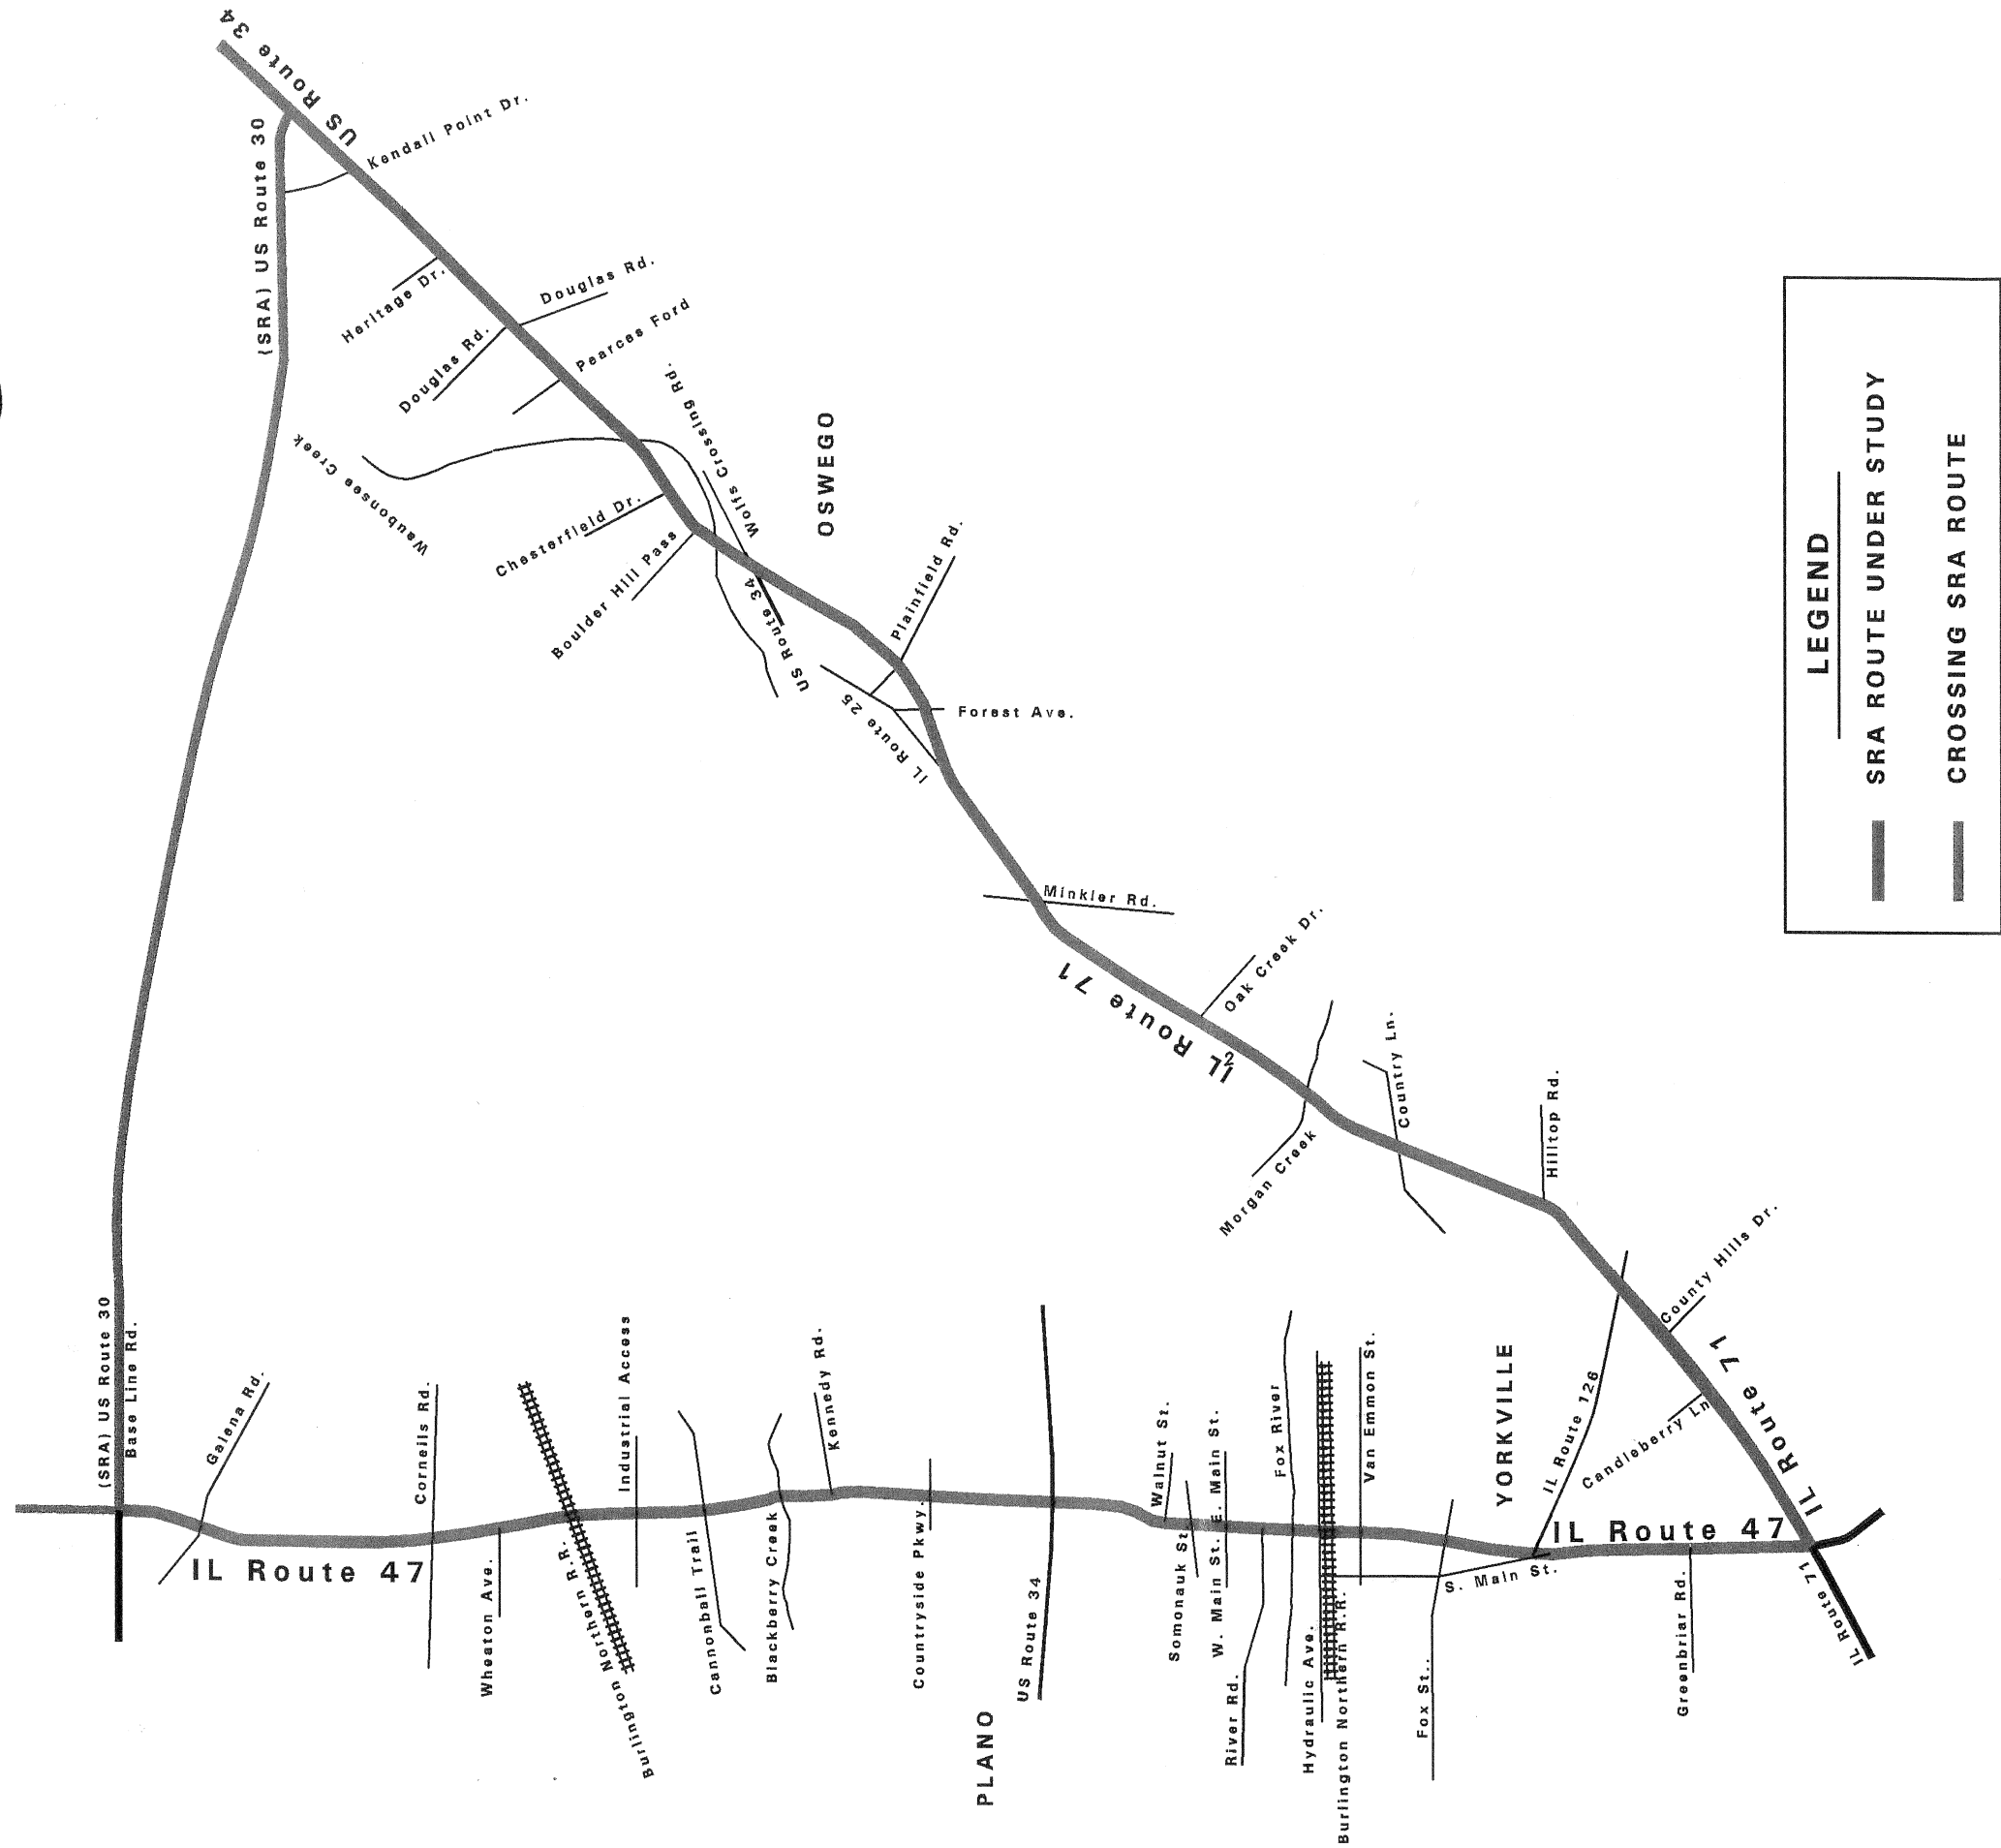 US Route 34
(SRA) US Route 30
Kendall Point Dr.
Heritage Dr.
Douglas Rd.
Douglas Rd.
Pearces Ford
Waubonsee Creek
Wolfs Crossing Rd.
Chesterfield Dr.
Boulder Hill Pass
OSWEGO
US Route 34
Plainfield Rd.
IL Route 25
Forest Ave.
Minkler Rd.
IL Route 71
2
Oak Creek Dr.
Morgan Creek
Country Ln.
Hilltop Rd.
County Hills Dr.
IL Route 71
(SRA) US Route 30
Base Line Rd.
Galena Rd.
IL Route 47
Corneils Rd.
Wheaton Ave.
Burlington Northern R.R.
Industrial Access
Cannonball Trail
Blackberry Creek
Kennedy Rd.
Countryside Pkwy.
PLANO
US Route 34
Walnut St.
Somonauk St
W. Main St.
E. Main St.
River Rd.
Fox River
Hydraulic Ave.
Burlington Northern R.R.
Van Emmon St.
Fox St..
S. Main St.
YORKVILLE
IL Route 126
Candleberry Ln
IL Route 47
Greenbriar Rd.
IL Route 71
LEGEND
SRA ROUTE UNDER STUDY
CROSSING SRA ROUTE